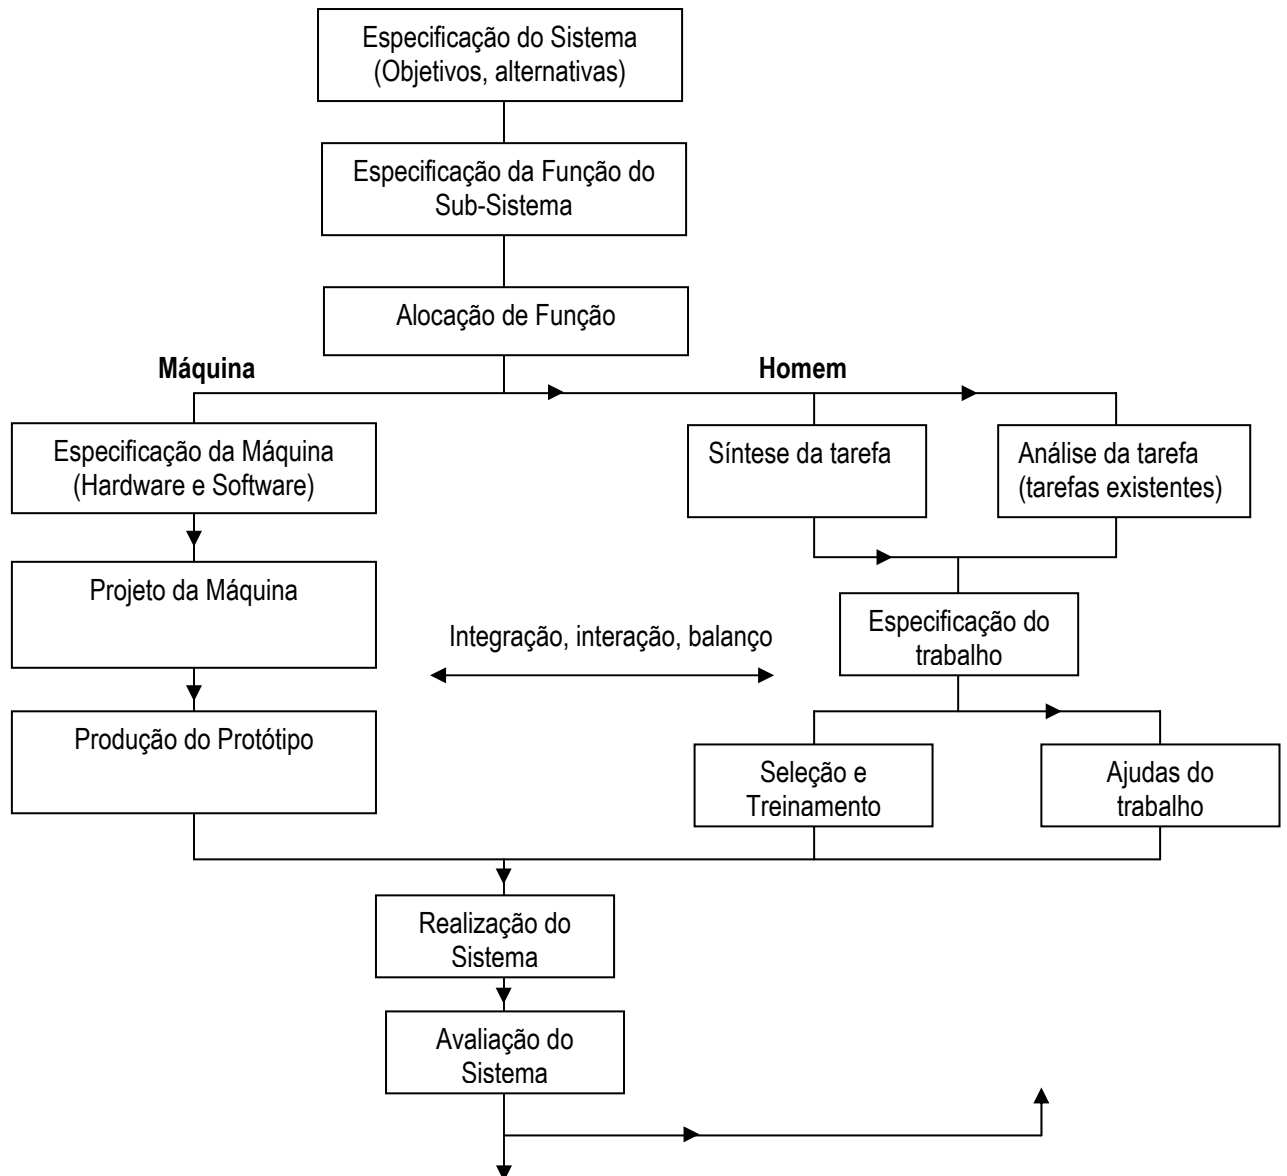 Especificação do Sistema
(Objetivos, alternativas)
Especificação da Função do
Sub-Sistema
Alocação de Função
Máquina
Homem
Especificação da Máquina
(Hardware e Software)
Síntese da tarefa
Análise da tarefa
(tarefas existentes)
Projeto da Máquina
Integração, interação, balanço
Especificação do
trabalho
Produção do Protótipo
Seleção e
Treinamento
Ajudas do
trabalho
Realização do
Sistema
Avaliação do
Sistema